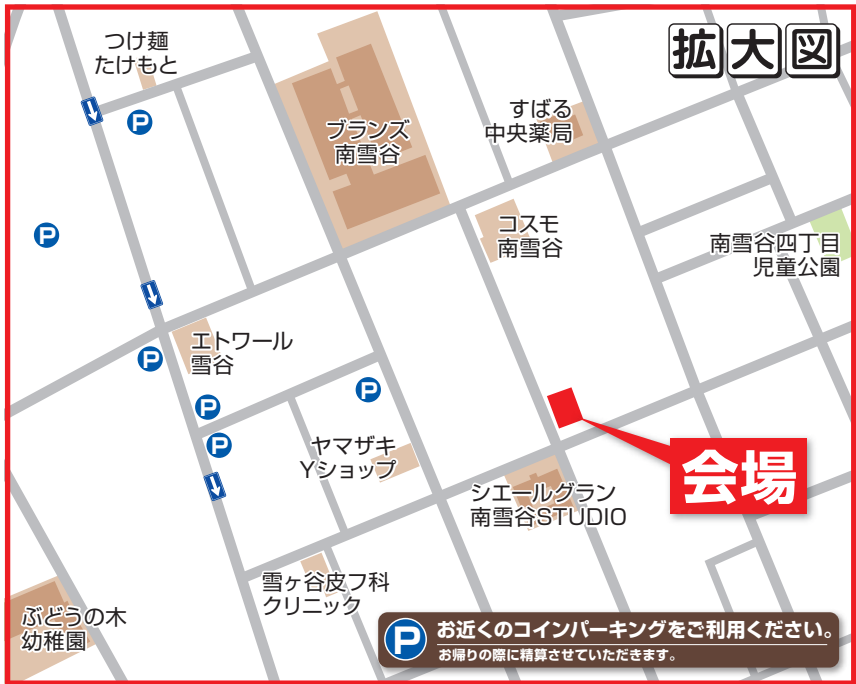 拡大図
つけ麺
たけもと
P
すばる
中央薬局
ブランズ
南雪谷
P
コスモ
南雪谷
南雪谷四丁目
児童公園
エトワール
雪谷
P
P
P
P
ヤマザキ
Yショップ
会場
シエールグラン
南雪谷STUDIO
雪ヶ谷皮フ科
クリニック
ぶどうの木
幼稚園
P
お近くのコインパーキングをご利用ください。
お帰りの際に精算させていただきます。